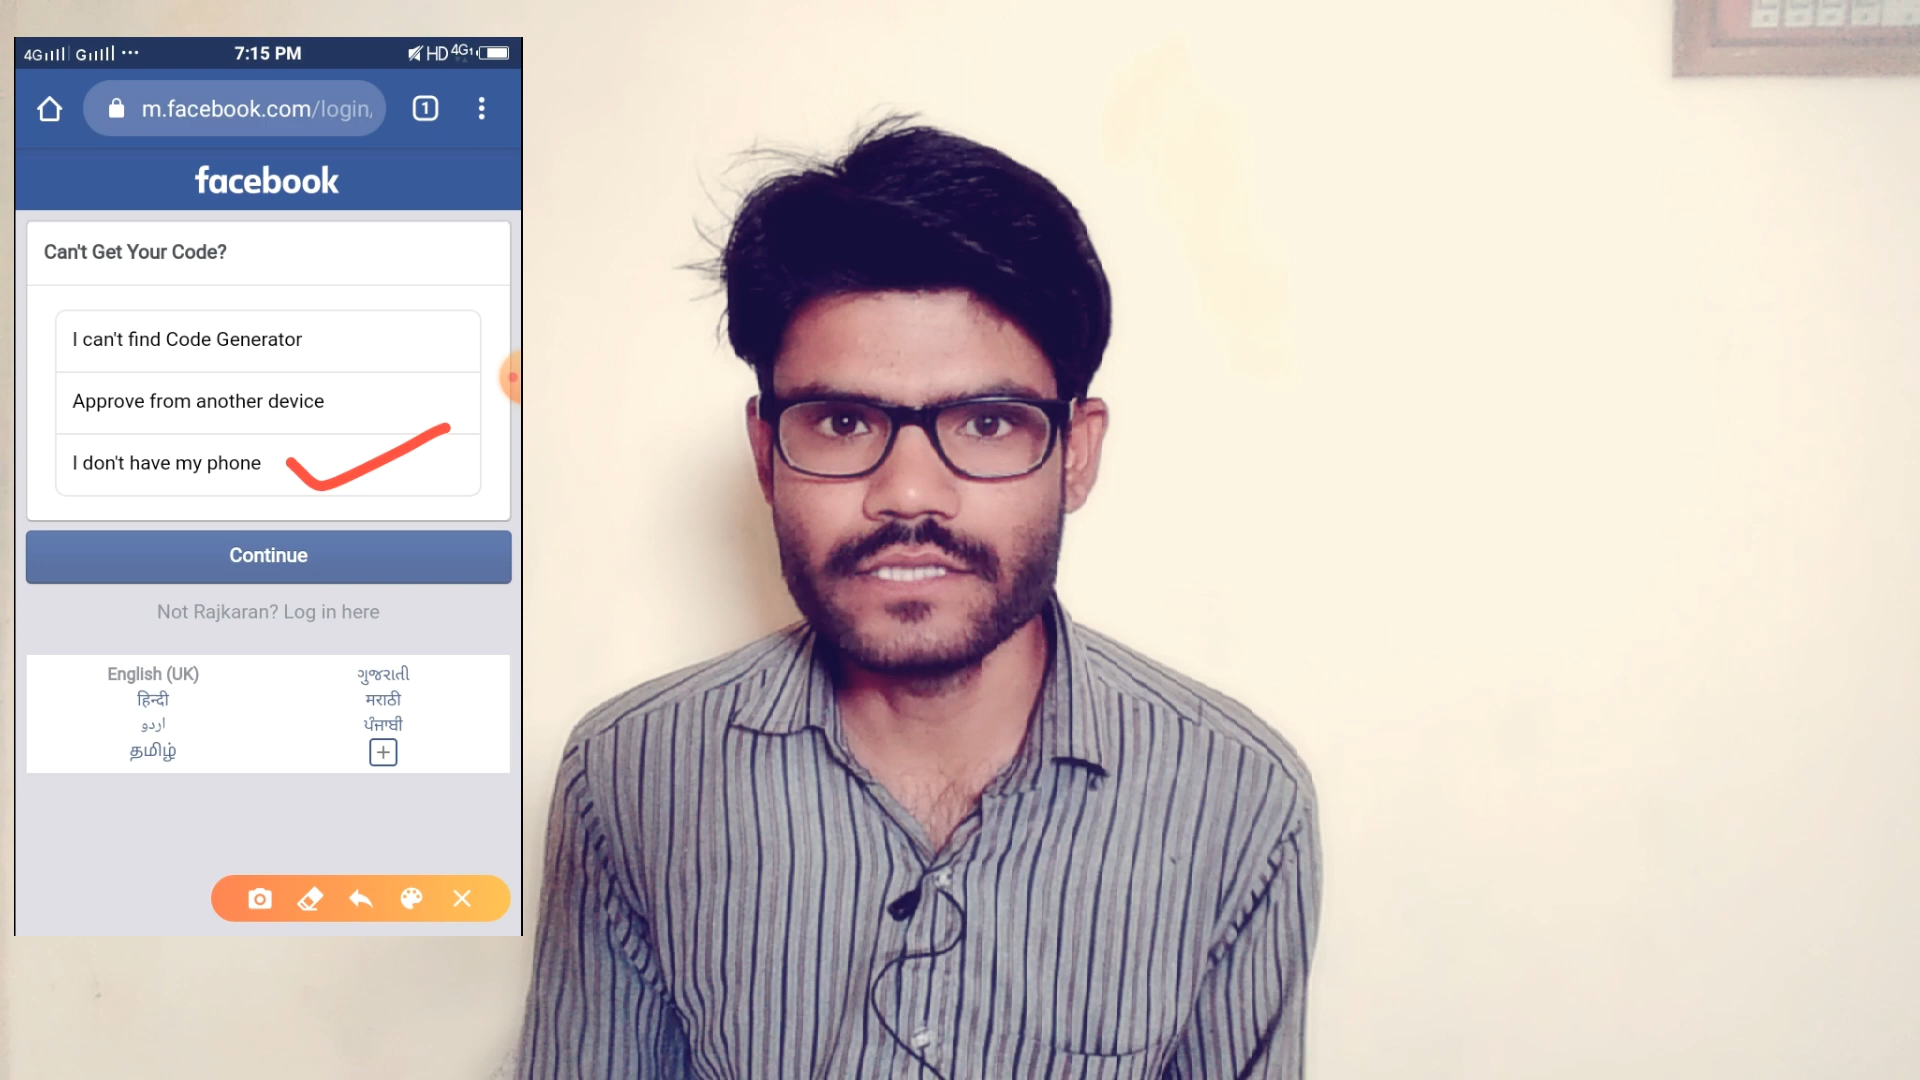 4G G ... 7:15 PM HD 4G
m.facebook.com/login, 1
facebook
Can't Get Your Code?
I can't find Code Generator
Approve from another device
I don't have my phone
Continue
Not Rajkaran? Log in here
English (UK) ગુજરાતી
हिन्दी मराठी
اردو ਪੰਜਾਬੀ
தமிழ் +